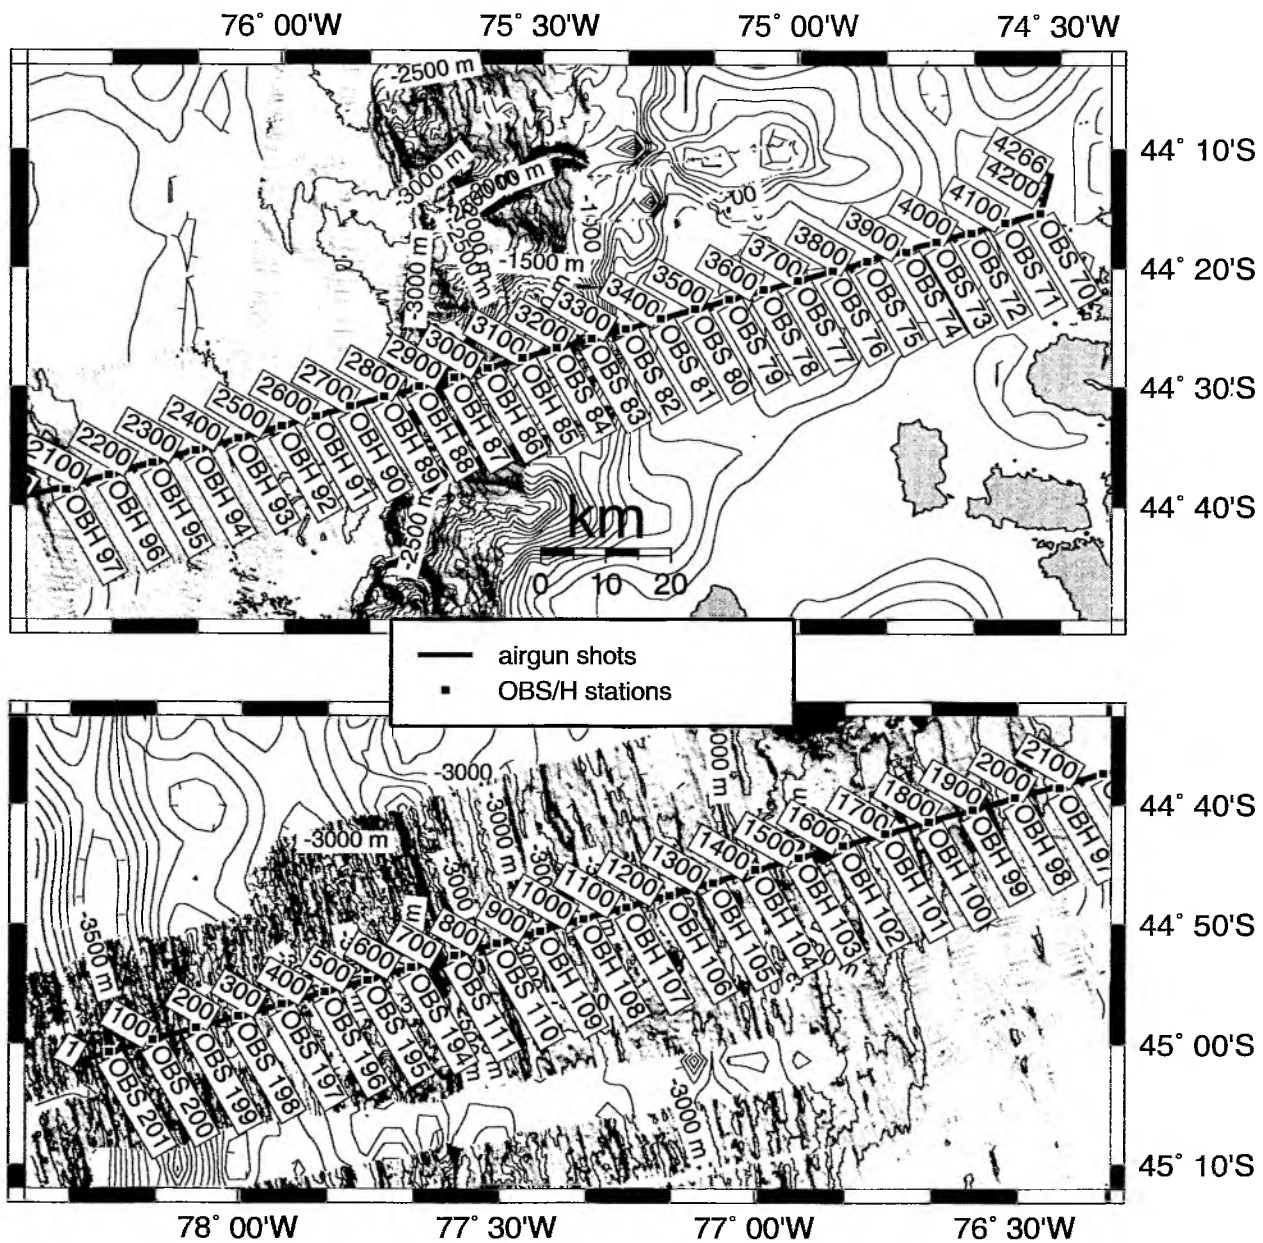 76° 00'W 75° 30'W 75° 00'W 74° 30'W
-2500 m
-3000 m
-1500 m
-3000 m
-2500 m
44° 10'S
44° 20'S
44° 30'S
44° 40'S
4266
4200
4100
4000
3900
3800
3700
3600
3500
3400
3300
3200
3100
3000
2900
2800
2700
2600
2500
2400
2300
2200
2100
OBS 70
OBS 71
OBS 72
OBS 73
OBS 74
OBS 75
OBS 76
OBS 77
OBS 78
OBS 79
OBS 80
OBS 81
OBS 82
OBS 83
OBS 84
OBH 85
OBH 86
OBH 87
OBH 88
OBH 89
OBH 90
OBH 91
OBH 92
OBH 93
OBH 94
OBH 95
OBH 96
OBH 97
km
0 10 20
airgun shots
OBS/H stations
-3000
-3000 m
-3000 m
-3000
-3500 m
-3000 m
44° 40'S
44° 50'S
45° 00'S
45° 10'S
2100
2000
1900
1800
1700
1600
1500
1400
1300
1200
1100
1000
900
800
700
600
500
400
300
200
100
1
OBH 97
OBH 98
OBH 99
OBH 100
OBH 101
OBH 102
OBH 103
OBH 104
OBH 105
OBH 106
OBH 107
OBH 108
OBH 109
OBS 110
OBS 111
OBS 194
OBS 195
OBS 196
OBS 197
OBS 198
OBS 199
OBS 200
OBS 201
78° 00'W 77° 30'W 77° 00'W 76° 30'W